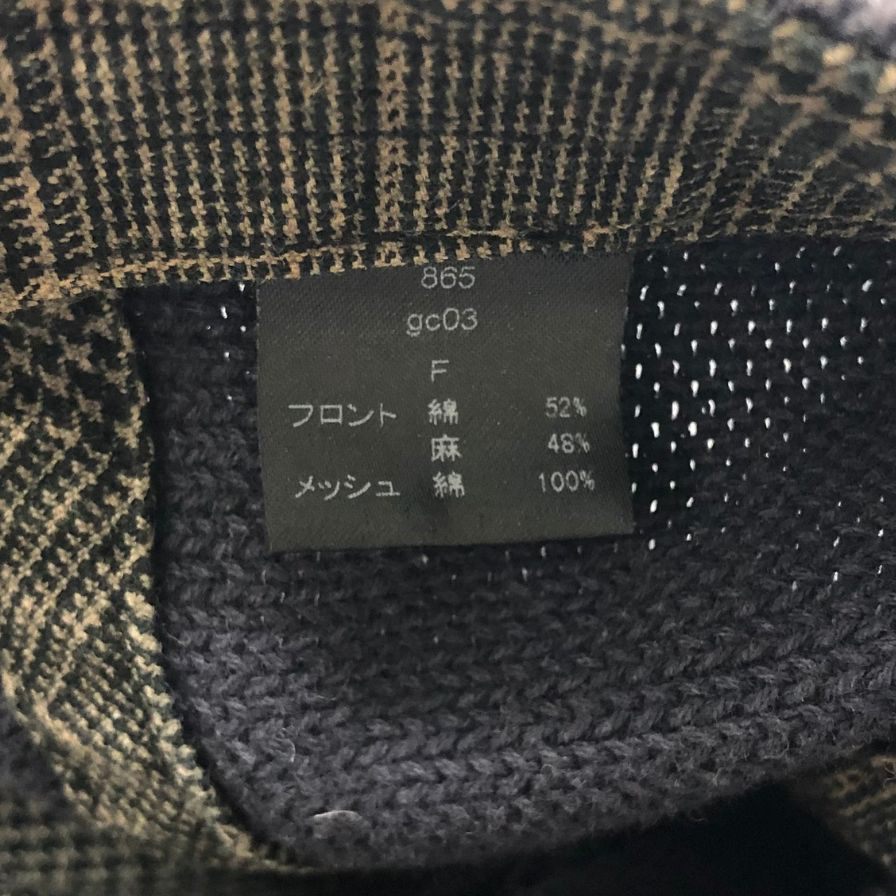 865
gc03
F
フロント 綿 52%
麻 48%
メッシュ 綿 100%